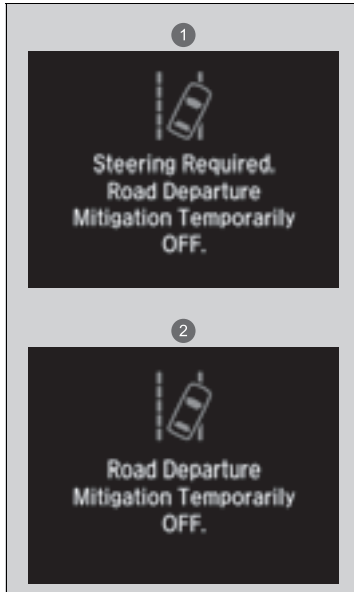 1
Steering Required.
Road Departure
Mitigation Temporarily
OFF.
2
Road Departure
Mitigation Temporarily
OFF.